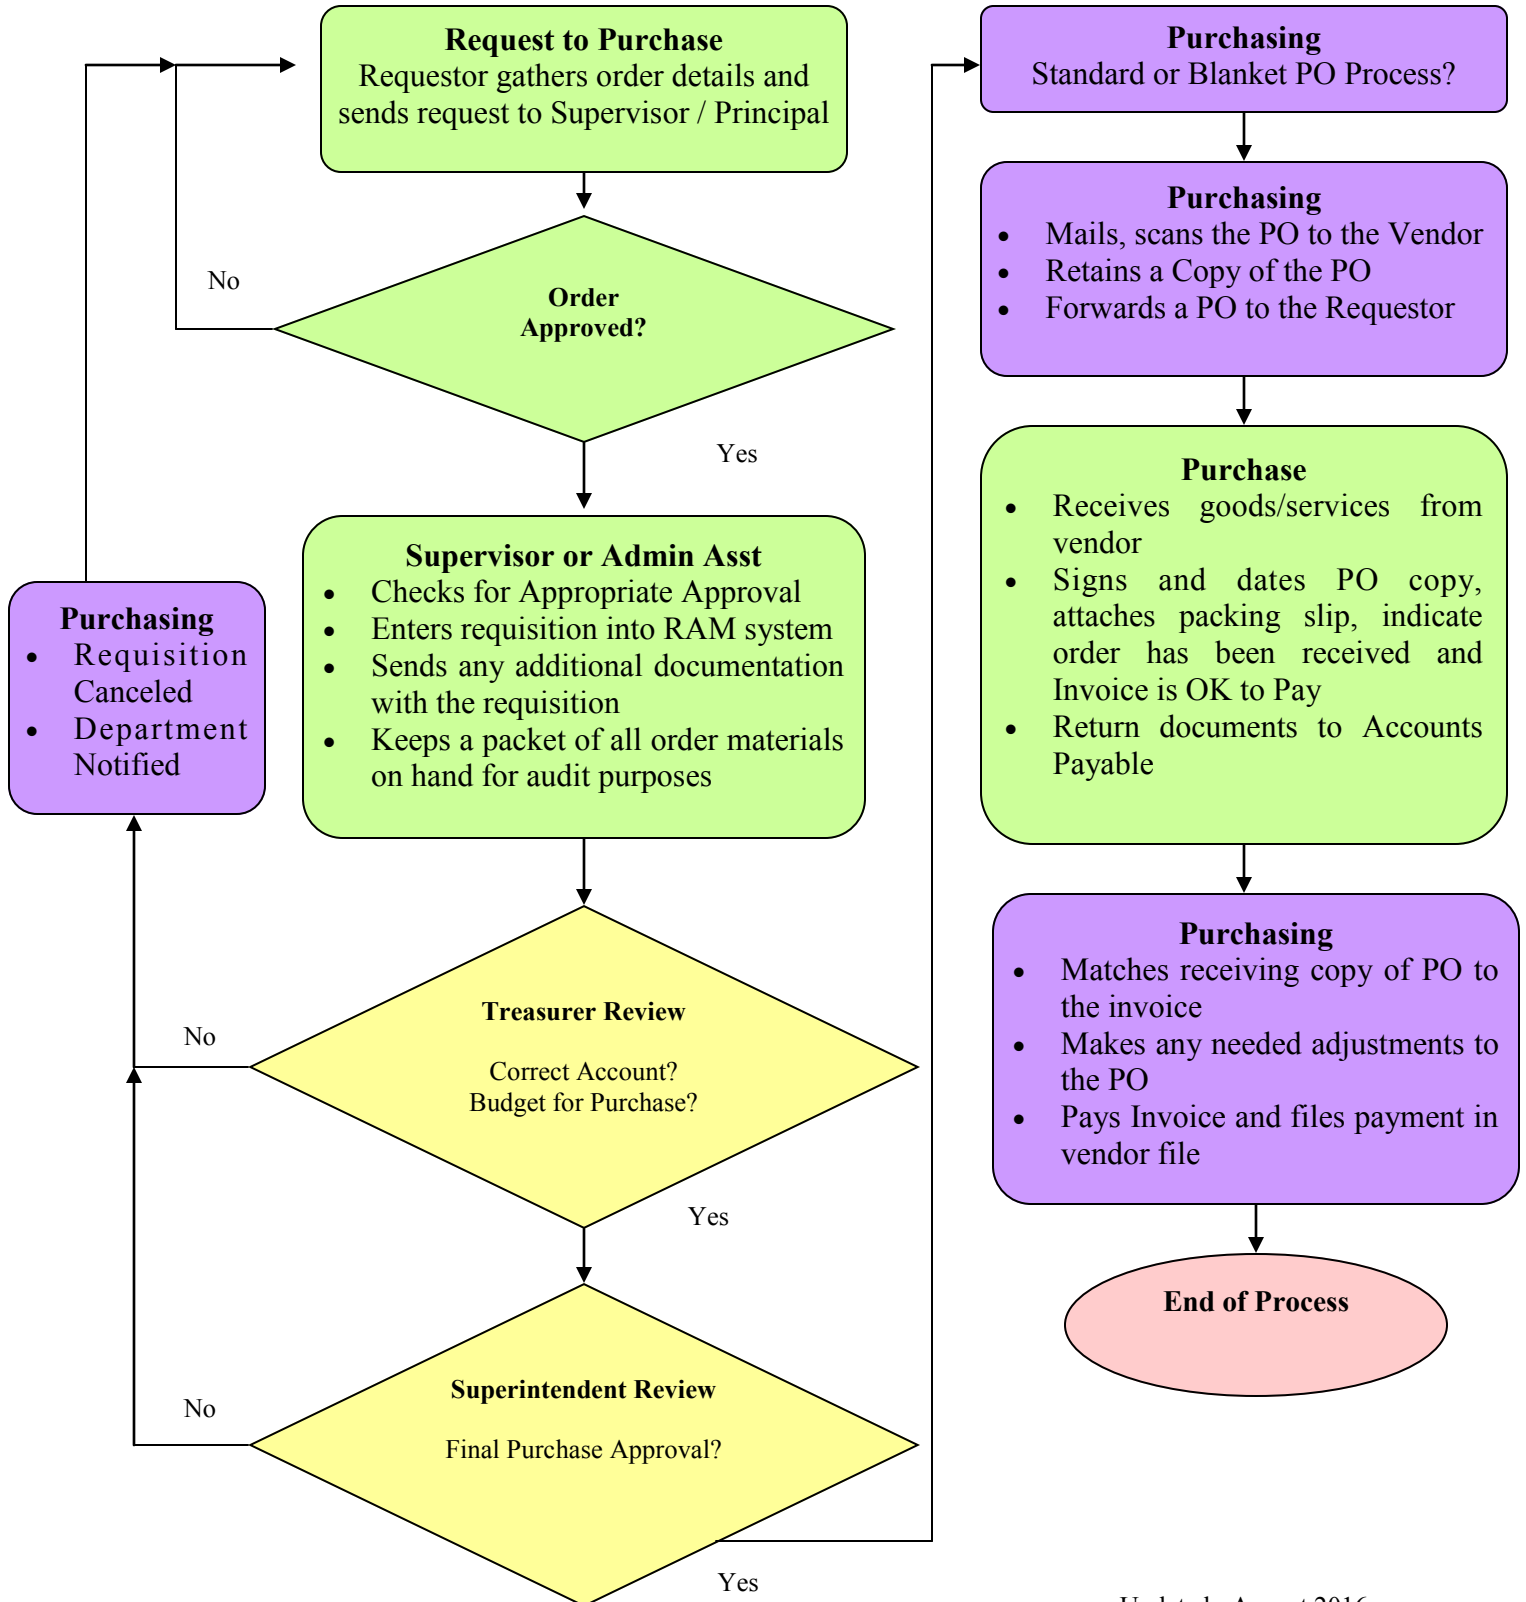 Request to Purchase
Requestor gathers order details and
sends request to Supervisor / Principal
No
Order
Approved?
Yes
Supervisor or Admin Asst
• Checks for Appropriate Approval
• Enters requisition into RAM system
• Sends any additional documentation
with the requisition
• Keeps a packet of all order materials
on hand for audit purposes
Purchasing
• Requisition
Canceled
• Department
Notified
No
Treasurer Review
Correct Account?
Budget for Purchase?
Yes
No
Superintendent Review
Final Purchase Approval?
Yes
Purchasing
Standard or Blanket PO Process?
Purchasing
• Mails, scans the PO to the Vendor
• Retains a Copy of the PO
• Forwards a PO to the Requestor
Purchase
• Receives goods/services from
vendor
• Signs and dates PO copy,
attaches packing slip, indicate
order has been received and
Invoice is OK to Pay
• Return documents to Accounts
Payable
Purchasing
• Matches receiving copy of PO to
the invoice
• Makes any needed adjustments to
the PO
• Pays Invoice and files payment in
vendor file
End of Process
August 2016